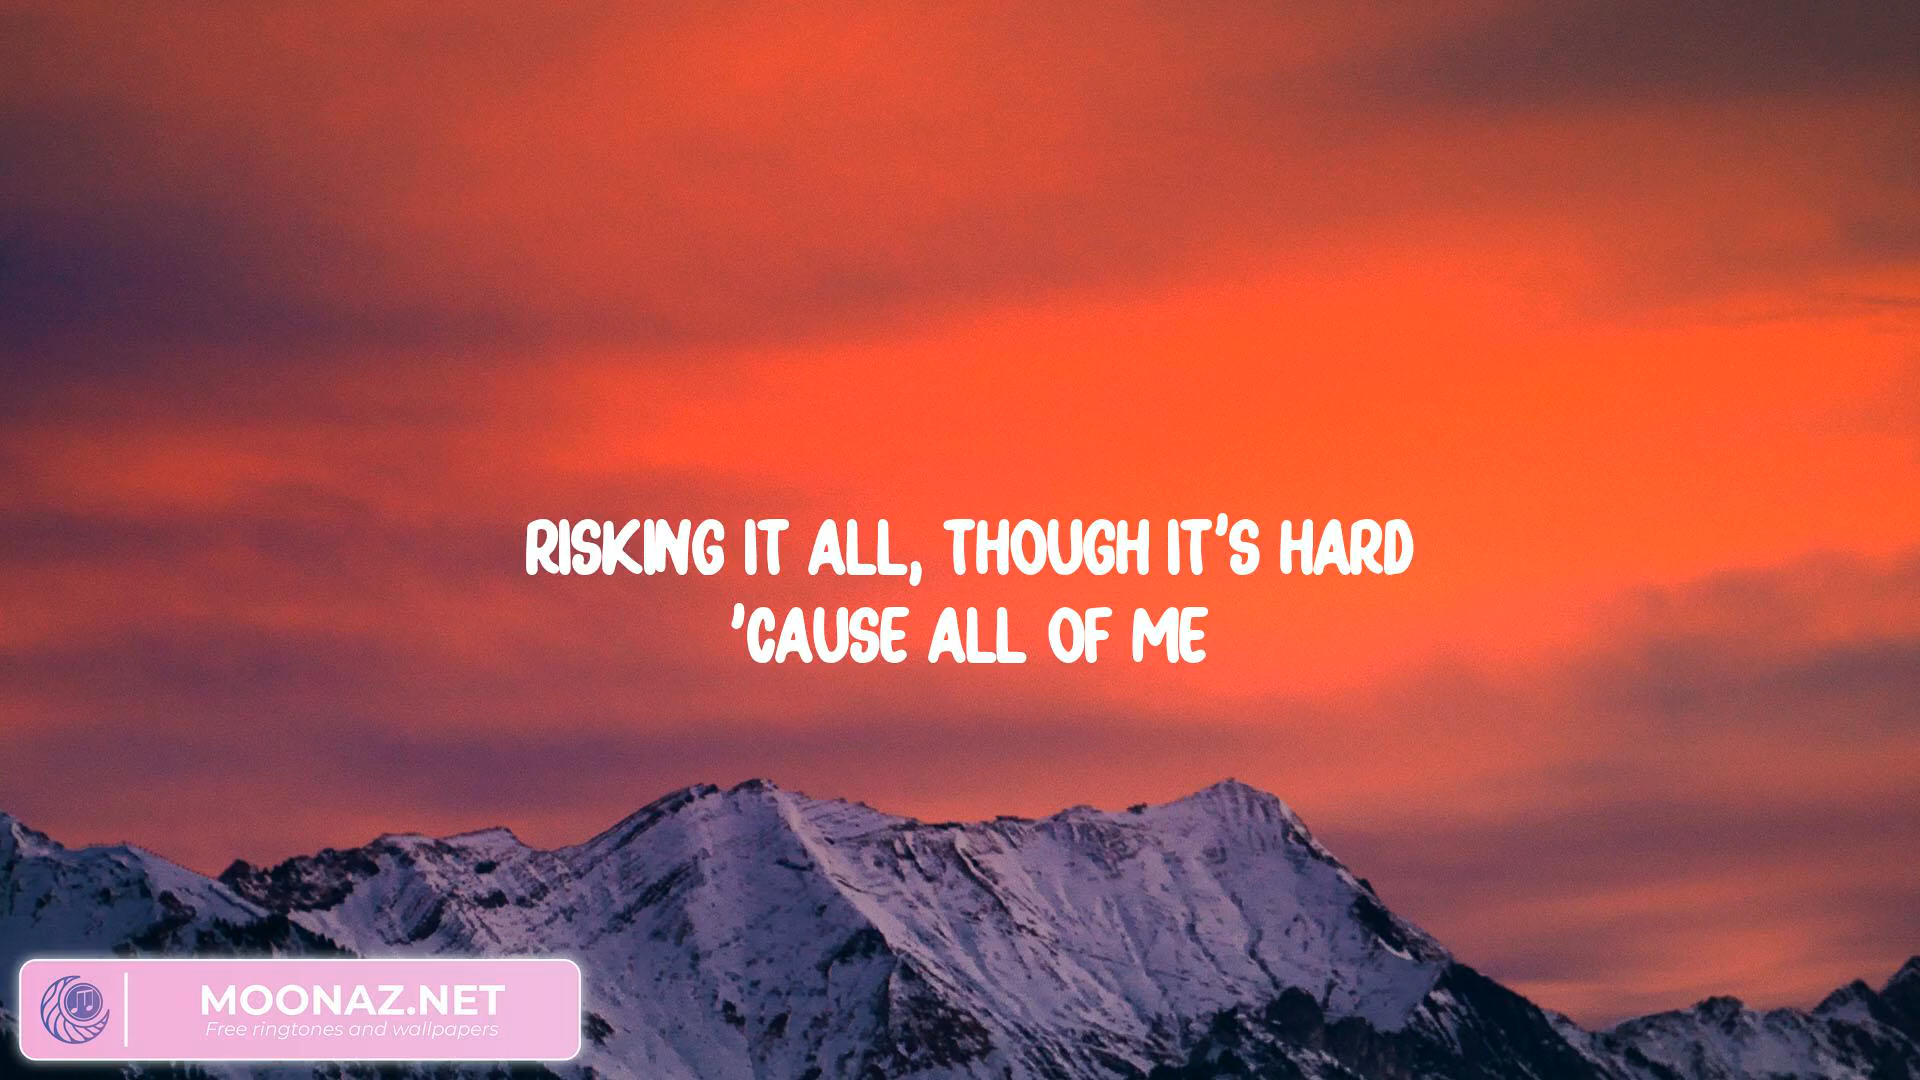 RISKING IT ALL, THOUGH IT'S HARD
'CAUSE ALL OF ME
MOONAZ.NET
Free ringtones and wallpapers